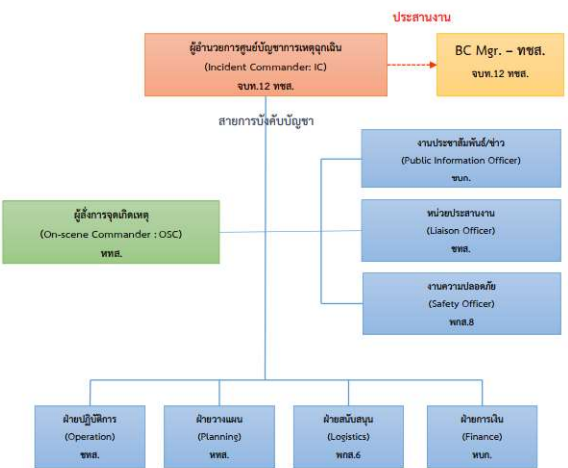 ประสานงาน
ผู้อำนวยการศูนย์บัญชาการเหตุฉุกเฉิน
(Incident Commander: IC)
จบท.12 ทชส.
BC Mgr. – ทชส.
จบท.12 ทชส.
สายการบังคับบัญชา
งานประชาสัมพันธ์/ข่าว
(Public Information Officer)
ชบก.
ผู้สั่งการจุดเกิดเหตุ
(On-scene Commander : OSC)
หทส.
หน่วยประสานงาน
(Liaison Officer)
ชทส.
งานความปลอดภัย
(Safety Officer)
พกส.8
ฝ่ายปฏิบัติการ
(Operation)
ชทส.
ฝ่ายวางแผน
(Planning)
หทส.
ฝ่ายสนับสนุน
(Logistics)
พกส.6
ฝ่ายการเงิน
(Finance)
หบก.